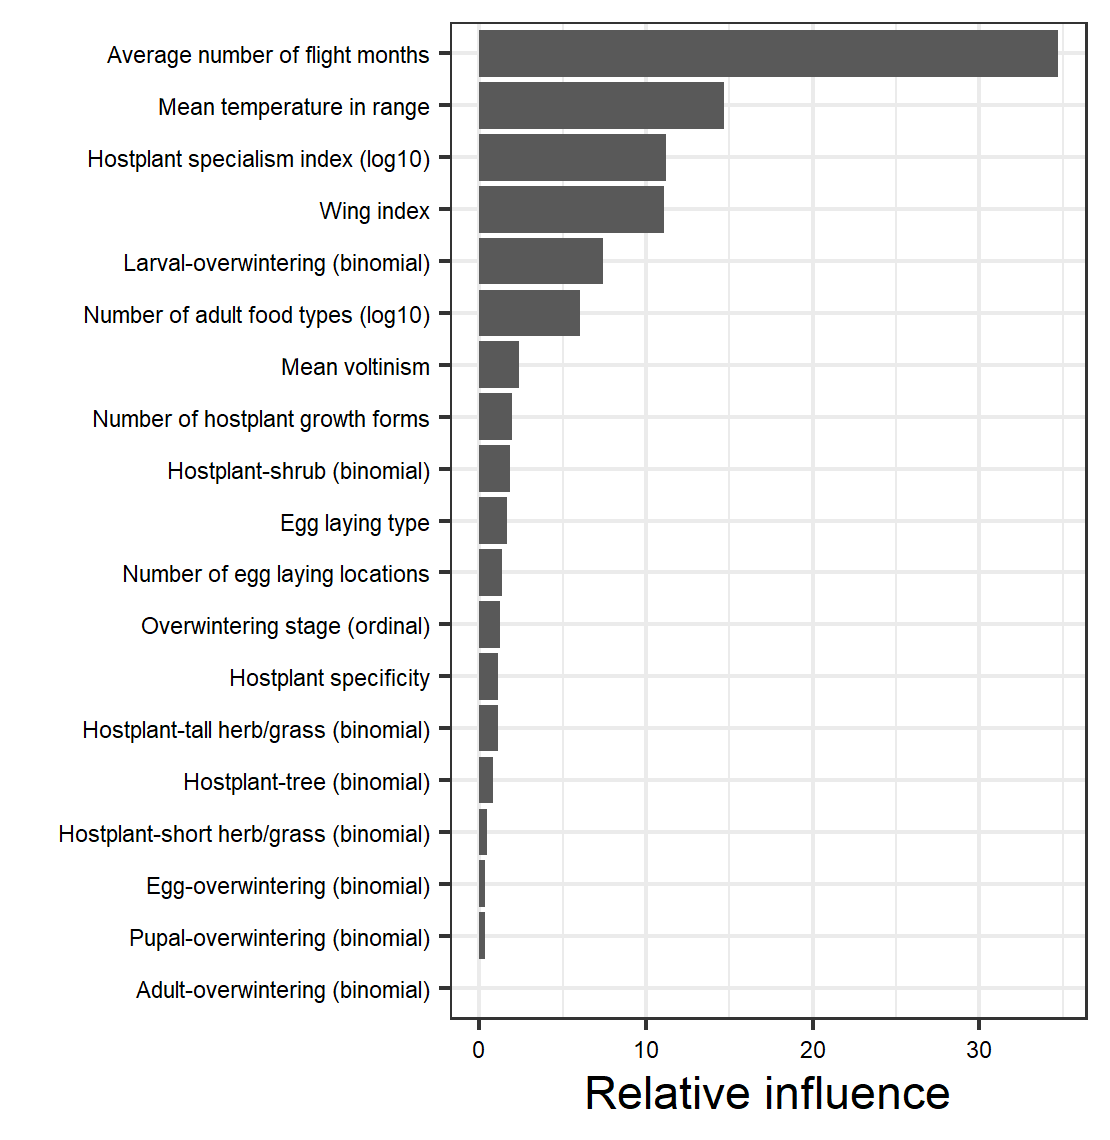 Average number of flight months
Mean temperature in range
Hostplant specialism index (log10)
Wing index
Larval-overwintering (binomial)
Number of adult food types (log10)
Mean voltinism
Number of hostplant growth forms
Hostplant-shrub (binomial)
Egg laying type
Number of egg laying locations
Overwintering stage (ordinal)
Hostplant specificity
Hostplant-tall herb/grass (binomial)
Hostplant-tree (binomial)
Hostplant-short herb/grass (binomial)
Egg-overwintering (binomial)
Pupal-overwintering (binomial)
Adult-overwintering (binomial)
0 10 20 30
Relative influence